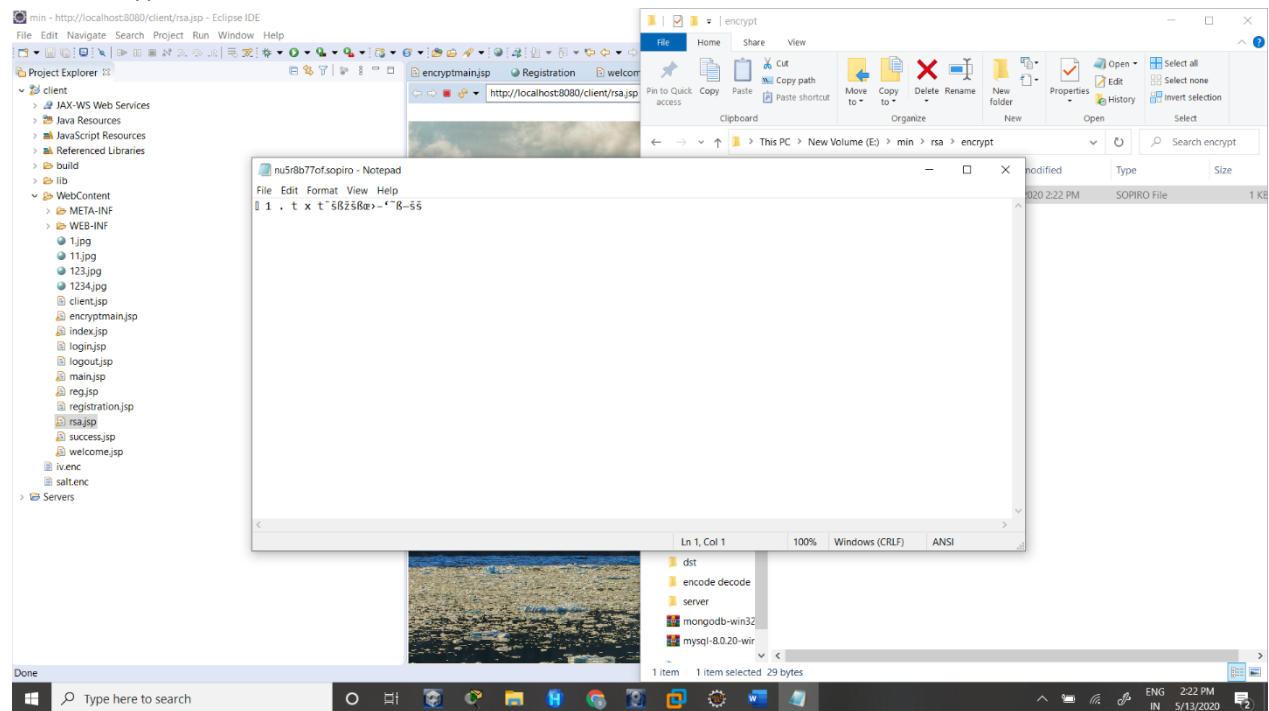 min - http://localhost:8080/client/rsa.jsp - Eclipse IDE
File Edit Navigate Search Project Run Window Help
Project Explorer
client
JAX-WS Web Services
Java Resources
JavaScript Resources
Referenced Libraries
build
lib
WebContent
META-INF
WEB-INF
1.jpg
11.jpg
123.jpg
1234.jpg
client.jsp
encryptmain.jsp
index.jsp
login.jsp
logout.jsp
main.jsp
reg.jsp
registration.jsp
rsa.jsp
success.jsp
welcome.jsp
iv.enc
salt.enc
Servers
Done
encryptmain.jsp Registration welcom
http://localhost:8080/client/rsa.jsp
encrypt
File Home Share View
Pin to Quick access
Copy
Paste
Cut
Copy path
Paste shortcut
Clipboard
Move to
Copy to
Delete
Rename
Organize
New folder
New
Properties
Open
Edit
History
Open
Select all
Select none
Invert selection
Select
This PC > New Volume (E:) > min > rsa > encrypt
Search encrypt
modified Type Size
2020 2:22 PM SOPIRO File 1 KB
nu5r8b77of.sopiro - Notepad
File Edit Format View Help
1 . t x t
Ln 1, Col 1 100% Windows (CRLF) ANSI
dst
encode decode
server
mongodb-win32
mysql-8.0.20-wir
1 item 1 item selected 29 bytes
Type here to search
ENG 2:22 PM
IN 5/13/2020
2